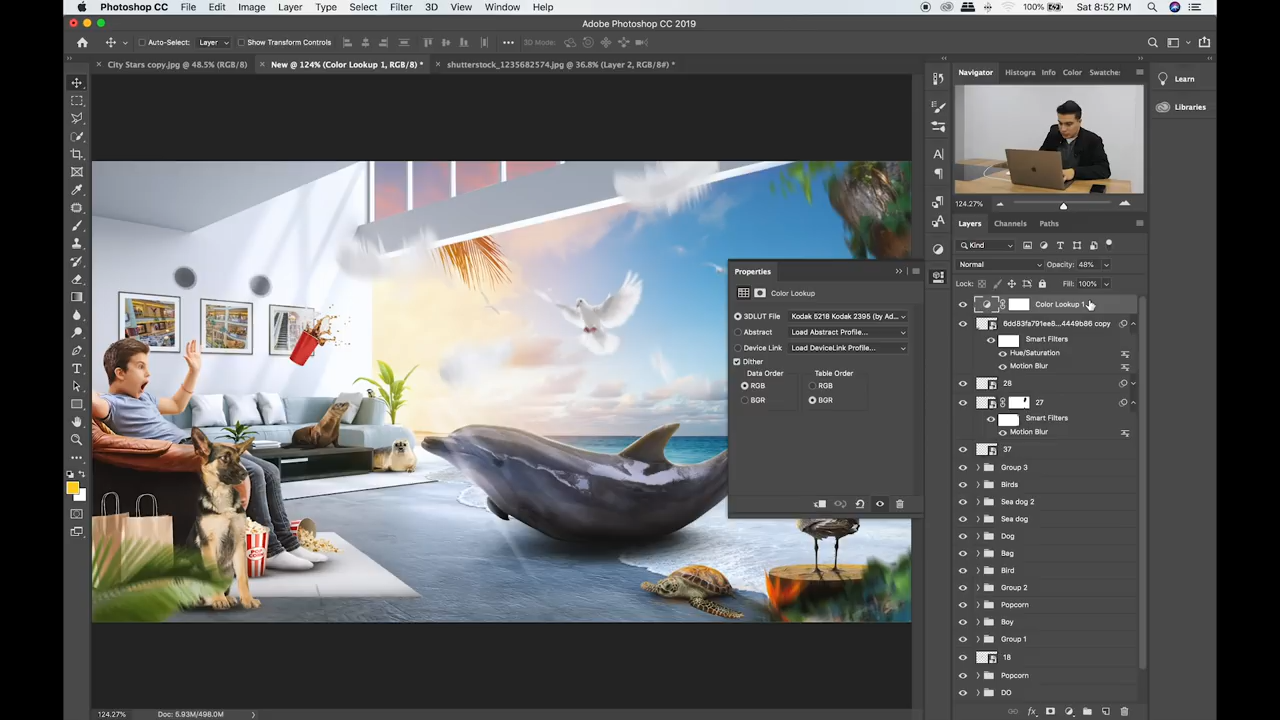 Photoshop CC File Edit Image Layer Type Select Filter 3D View Window Help 100% Sat 8:52 PM
Adobe Photoshop CC 2019
Auto-Select: Layer Show Transform Controls 3D Mode:
City Stars copy.jpg @ 48.5% (RGB/8) New @ 124% (Color Lookup 1, RGB/8) * shutterstock_1235682574.jpg @ 36.8% (Layer 2, RGB/8#) *
Navigator Histogra Info Color Swatche:
Learn
Libraries
124.27%
Layers Channels Paths
Kind
Normal Opacity: 48%
Lock: Fill: 100%
Color Lookup 1
6dd83fa791ee8...4449b86 copy
Smart Filters
Hue/Saturation
Motion Blur
28
27
Smart Filters
Motion Blur
37
Group 3
Birds
Sea dog 2
Sea dog
Dog
Bag
Bird
Group 2
Popcorn
Boy
Group 1
18
Popcorn
DO
Properties
Color Lookup
3DLUT File Kodak 5218 Kodak 2395 (by Ad...
Abstract Load Abstract Profile...
Device Link Load DeviceLink Profile...
Dither
Data Order Table Order
RGB RGB
BGR BGR
POP CORN
124.27% Doc: 5.93M/498.0M